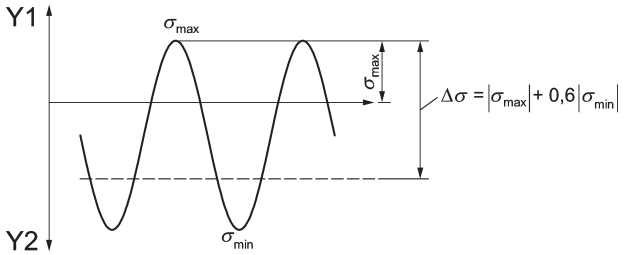 Y1
σmax
σmax
Δσ = |σmax| + 0,6 |σmin|
Y2
σmin